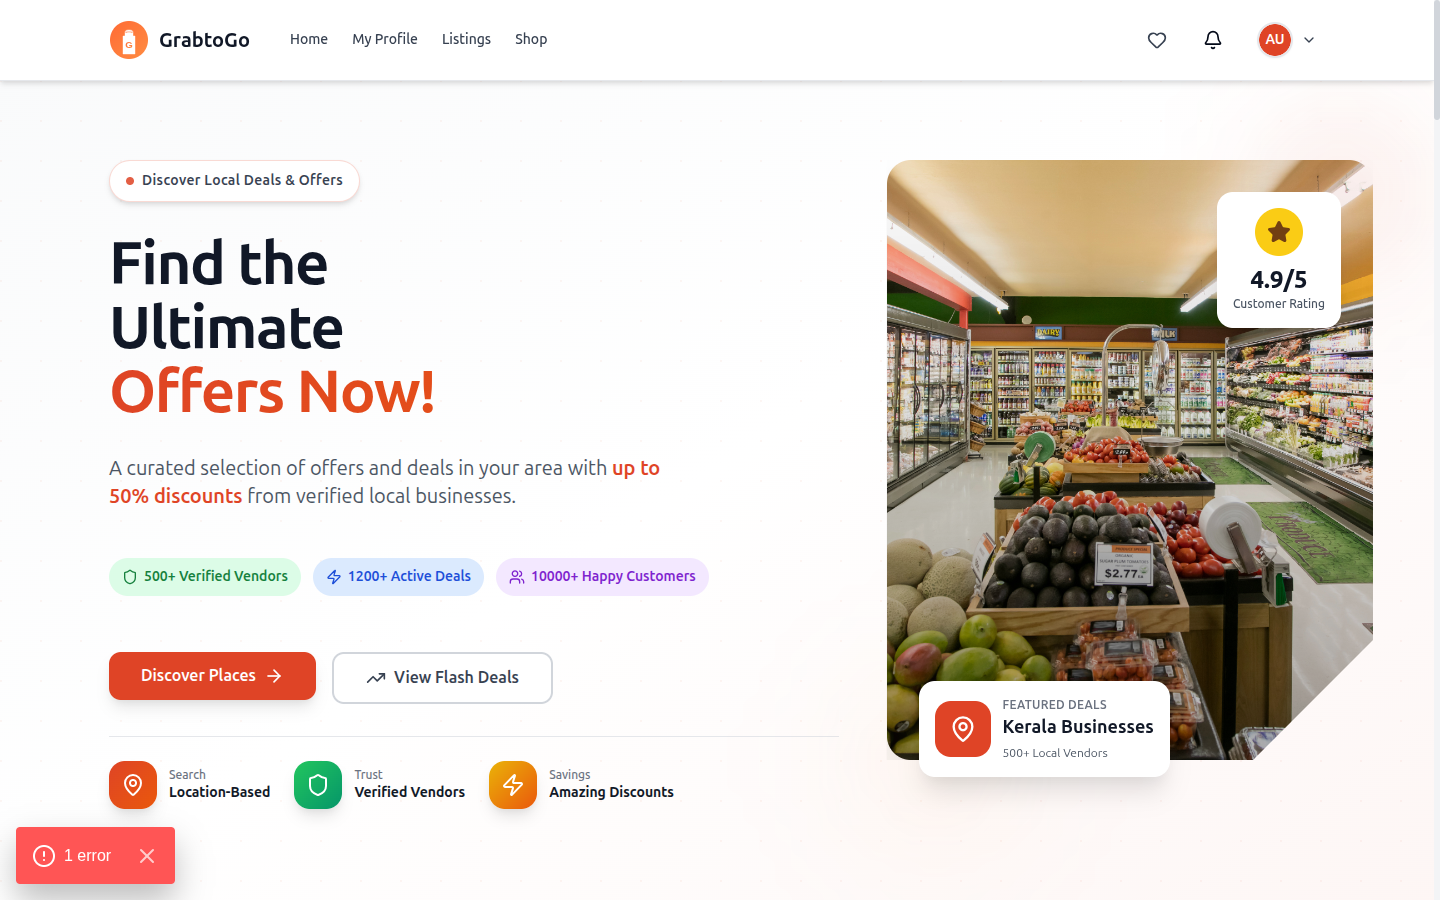 G
GrabtoGo
Home
My Profile
Listings
Shop
AU
Discover Local Deals & Offers
Find the
Ultimate
Offers Now!
A curated selection of offers and deals in your area with up to
50% discounts from verified local businesses.
500+ Verified Vendors
1200+ Active Deals
10000+ Happy Customers
Discover Places
View Flash Deals
Search
Location-Based
Trust
Verified Vendors
Savings
Amazing Discounts
4.9/5
Customer Rating
DAIRY
MILK
ORGANIC
$2.77
FEATURED DEALS
Kerala Businesses
500+ Local Vendors
1 error